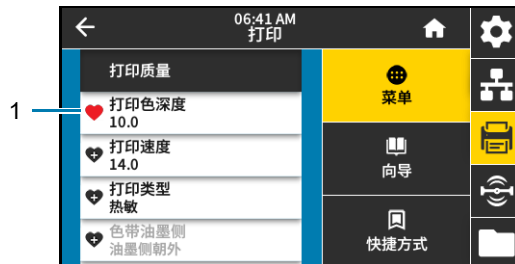 06:41 AM
打印
打印质量
1
打印色深度
10.0
打印速度
14.0
打印类型
热敏
色带油墨侧
油墨侧朝外
菜单
向导
快捷方式